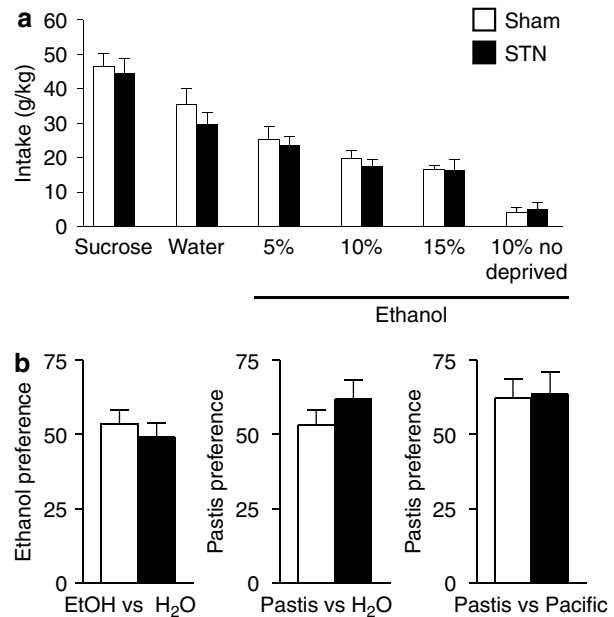 a
Sham
STN
Intake (g/kg)
60
50
40
30
20
10
0
Sucrose Water 5% 10% 15% 10% no deprived
Ethanol
b
Ethanol preference
75
50
25
0
EtOH vs H₂O
Pastis preference
75
50
25
0
Pastis vs H₂O
Pastis preference
75
50
25
0
Pastis vs Pacific